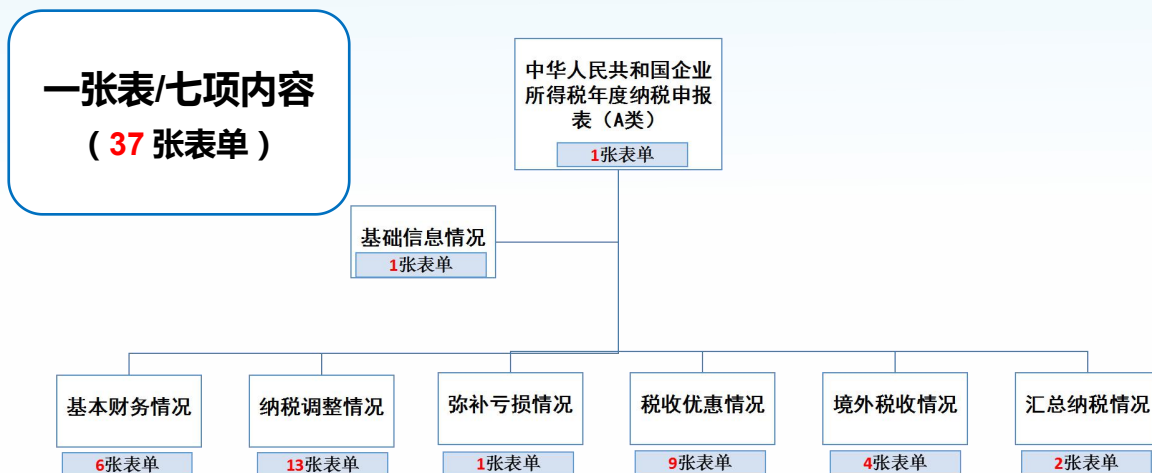 一张表/七项内容
（ 37 张表单 ）
中华人民共和国企业
所得税年度纳税申报
表（A类）
1张表单
基础信息情况
1张表单
基本财务情况
6张表单
纳税调整情况
13张表单
弥补亏损情况
1张表单
税收优惠情况
9张表单
境外税收情况
4张表单
汇总纳税情况
2张表单